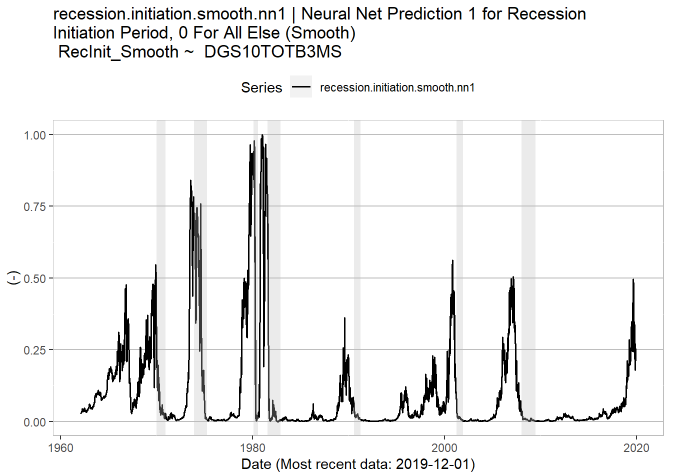 recession.initiation.smooth.nn1 | Neural Net Prediction 1 for Recession
Initiation Period, 0 For All Else (Smooth)
RecInit_Smooth ~ DGS10TOTB3MS
Series recession.initiation.smooth.nn1
1.00
0.75
0.50
0.25
0.00
(-)
1960 1980 2000 2020
Date (Most recent data: 2019-12-01)